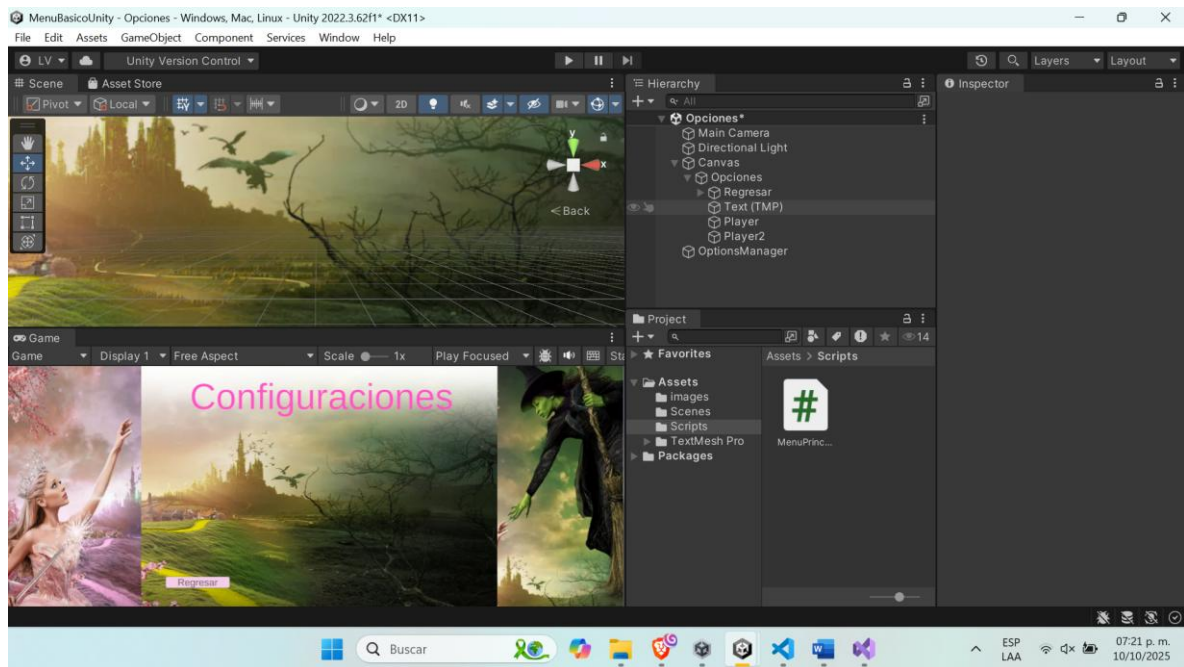 MenuBasicoUnity - Opciones - Windows, Mac, Linux - Unity 2022.3.62f1* <DX11>
File Edit Assets GameObject Component Services Window Help
LV Unity Version Control Layers Layout
Scene Asset Store
Pivot Local 2D
y
x
Back
Hierarchy
All
Opciones*
Main Camera
Directional Light
Canvas
Opciones
Regresar
Text (TMP)
Player
Player2
OptionsManager
Inspector
Game
Game Display 1 Free Aspect Scale 1x Play Focused Sta
Configuraciones
Regresar
Project
14
Favorites
Assets
images
Scenes
Scripts
TextMesh Pro
Packages
Assets > Scripts
#
MenuPrinc...
Buscar
ESP
LAA
07:21 p. m.
10/10/2025